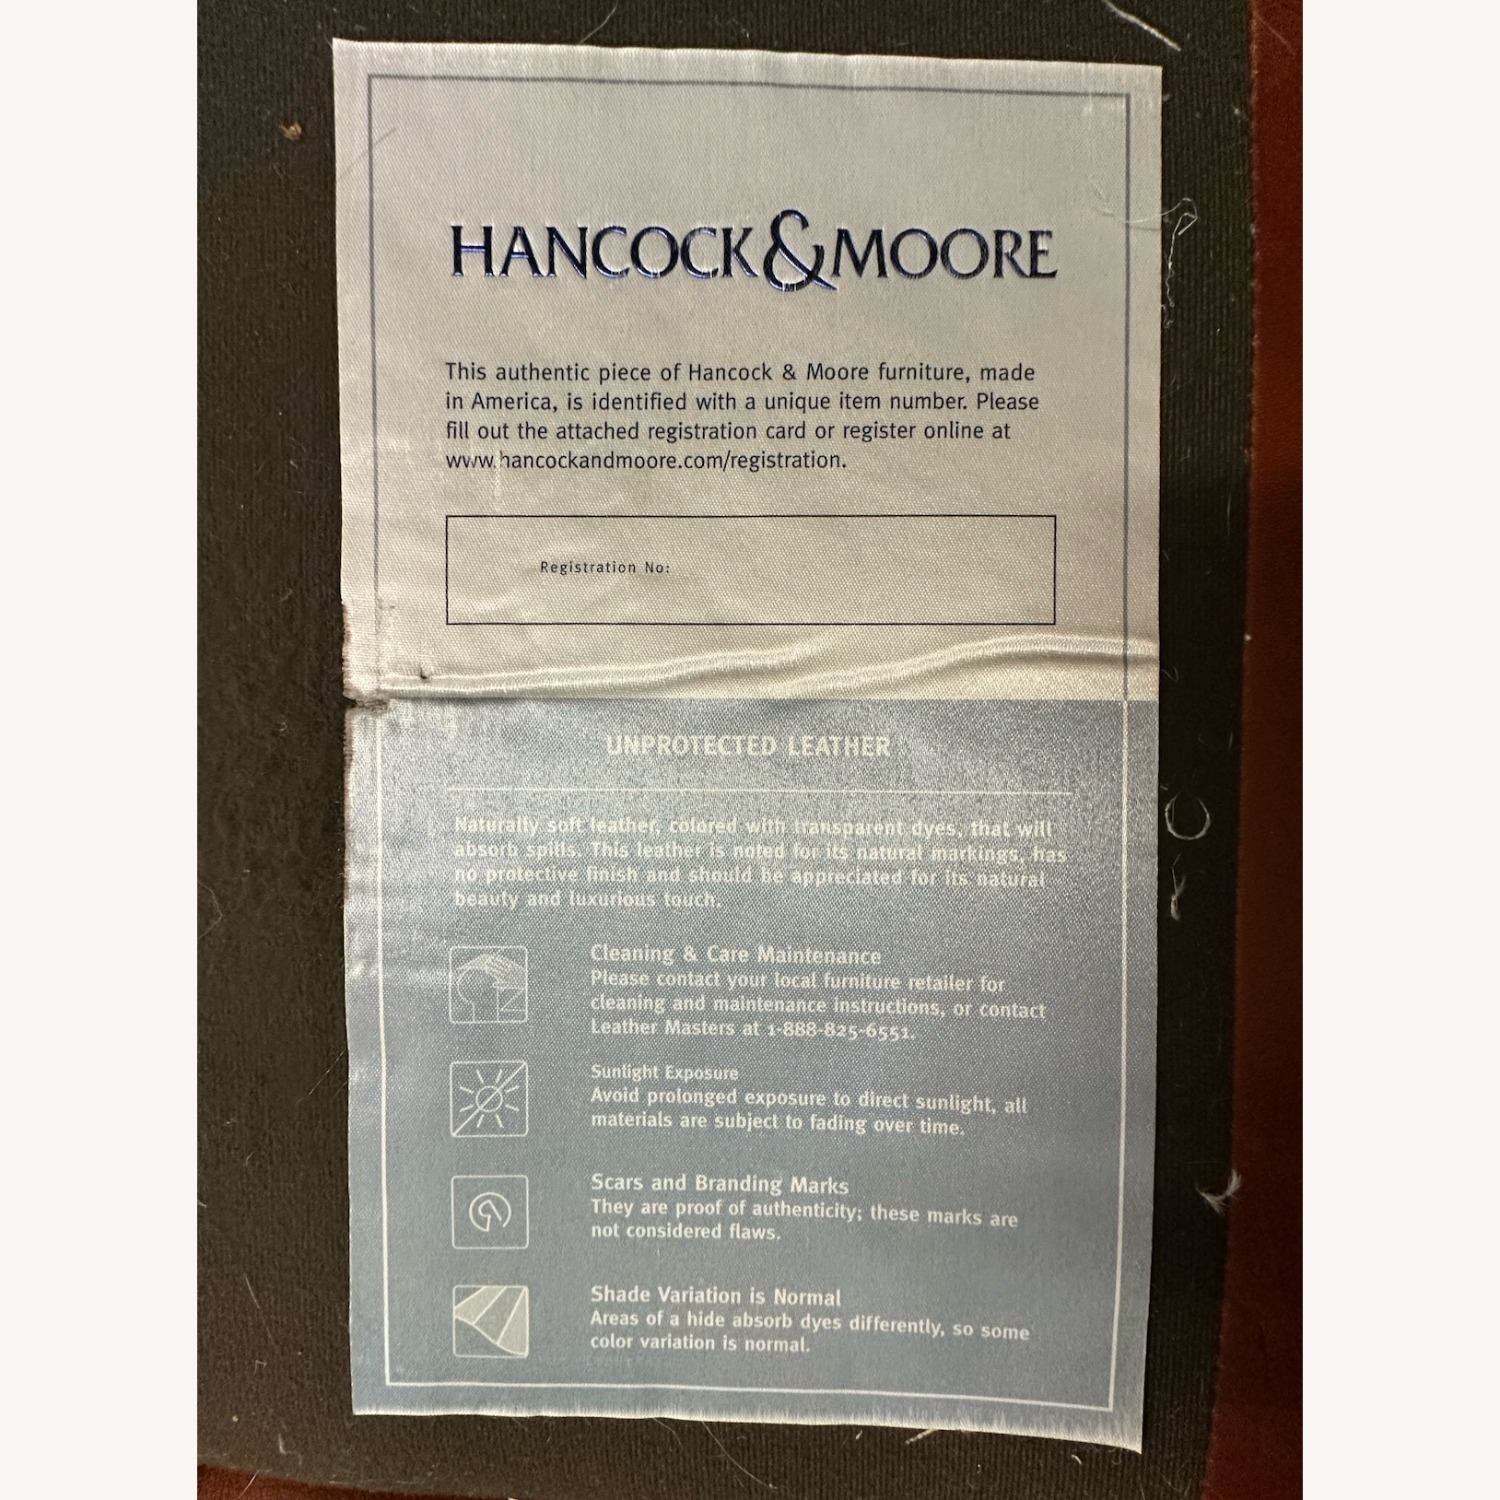 HANCOCK&MOORE
This authentic piece of Hancock & Moore furniture, made
in America, is identified with a unique item number. Please
fill out the attached registration card or register online at
www.hancockandmoore.com/registration.
Registration No:
UNPROTECTED LEATHER
Naturally soft leather, colored with transparent dyes, that will
absorb spills. This leather is noted for its natural markings, has
no protective finish and should be appreciated for its natural
beauty and luxurious touch.
Cleaning & Care Maintenance
Please contact your local furniture retailer for
cleaning and maintenance instructions, or contact
Leather Masters at 1-888-825-6551.
Sunlight Exposure
Avoid prolonged exposure to direct sunlight, all
materials are subject to fading over time.
Scars and Branding Marks
They are proof of authenticity; these marks are
not considered flaws.
Shade Variation is Normal
Areas of a hide absorb dyes differently, so some
color variation is normal.